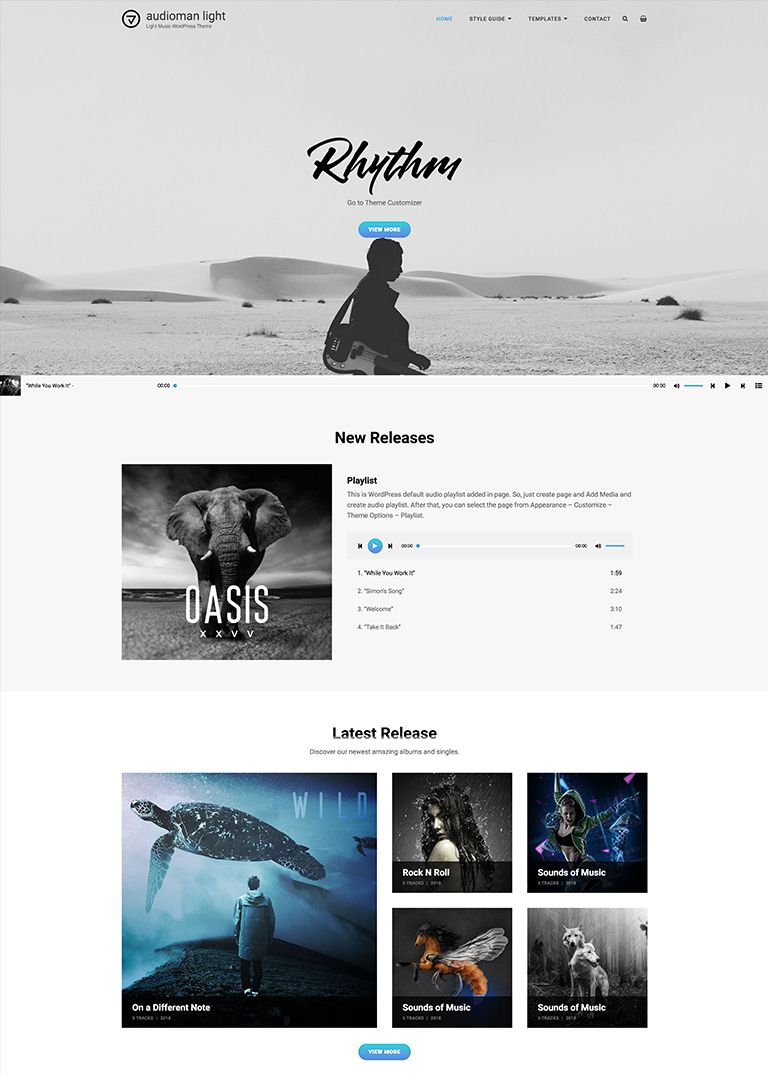 audioman light
Light Music WordPress Theme
HOME STYLE GUIDE TEMPLATES CONTACT
Rhythm
Go to Theme Customizer
VIEW MORE
"While You Work It" -
00:00
00:00
New Releases
OASIS
XXVV
Playlist
This is WordPress default audio playlist added in page. So, just create page and Add Media and
create audio playlist. After that, you can select the page from Appearance – Customize –
Theme Options – Playlist.
00:00
00:00
1. "While You Work It" 1:59
2. "Simon's Song" 2:24
3. "Welcome" 3:10
4. "Take It Back" 1:47
Latest Release
Discover our newest amazing albums and singles.
WILD
On a Different Note
9 TRACKS | 2018
Rock N Roll
9 TRACKS | 2018
Sounds of Music
9 TRACKS | 2018
Sounds of Music
9 TRACKS | 2018
Sounds of Music
9 TRACKS | 2018
VIEW MORE